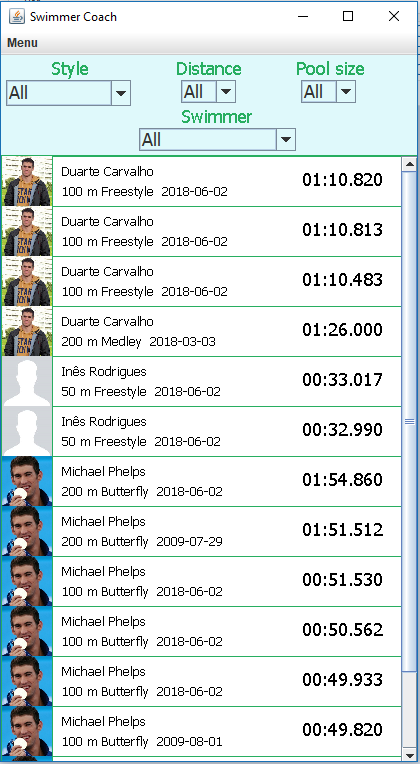 Swimmer Coach
Menu
Style Distance Pool size
All All All
Swimmer
All
Duarte Carvalho
100 m Freestyle 2018-06-02
01:10.820
Duarte Carvalho
100 m Freestyle 2018-06-02
01:10.813
Duarte Carvalho
100 m Freestyle 2018-06-02
01:10.483
Duarte Carvalho
200 m Medley 2018-03-03
01:26.000
Inês Rodrigues
50 m Freestyle 2018-06-02
00:33.017
Inês Rodrigues
50 m Freestyle 2018-06-02
00:32.990
Michael Phelps
200 m Butterfly 2018-06-02
01:54.860
Michael Phelps
200 m Butterfly 2009-07-29
01:51.512
Michael Phelps
100 m Butterfly 2018-06-02
00:51.530
Michael Phelps
100 m Butterfly 2018-06-02
00:50.562
Michael Phelps
100 m Butterfly 2018-06-02
00:49.933
Michael Phelps
100 m Butterfly 2009-08-01
00:49.820